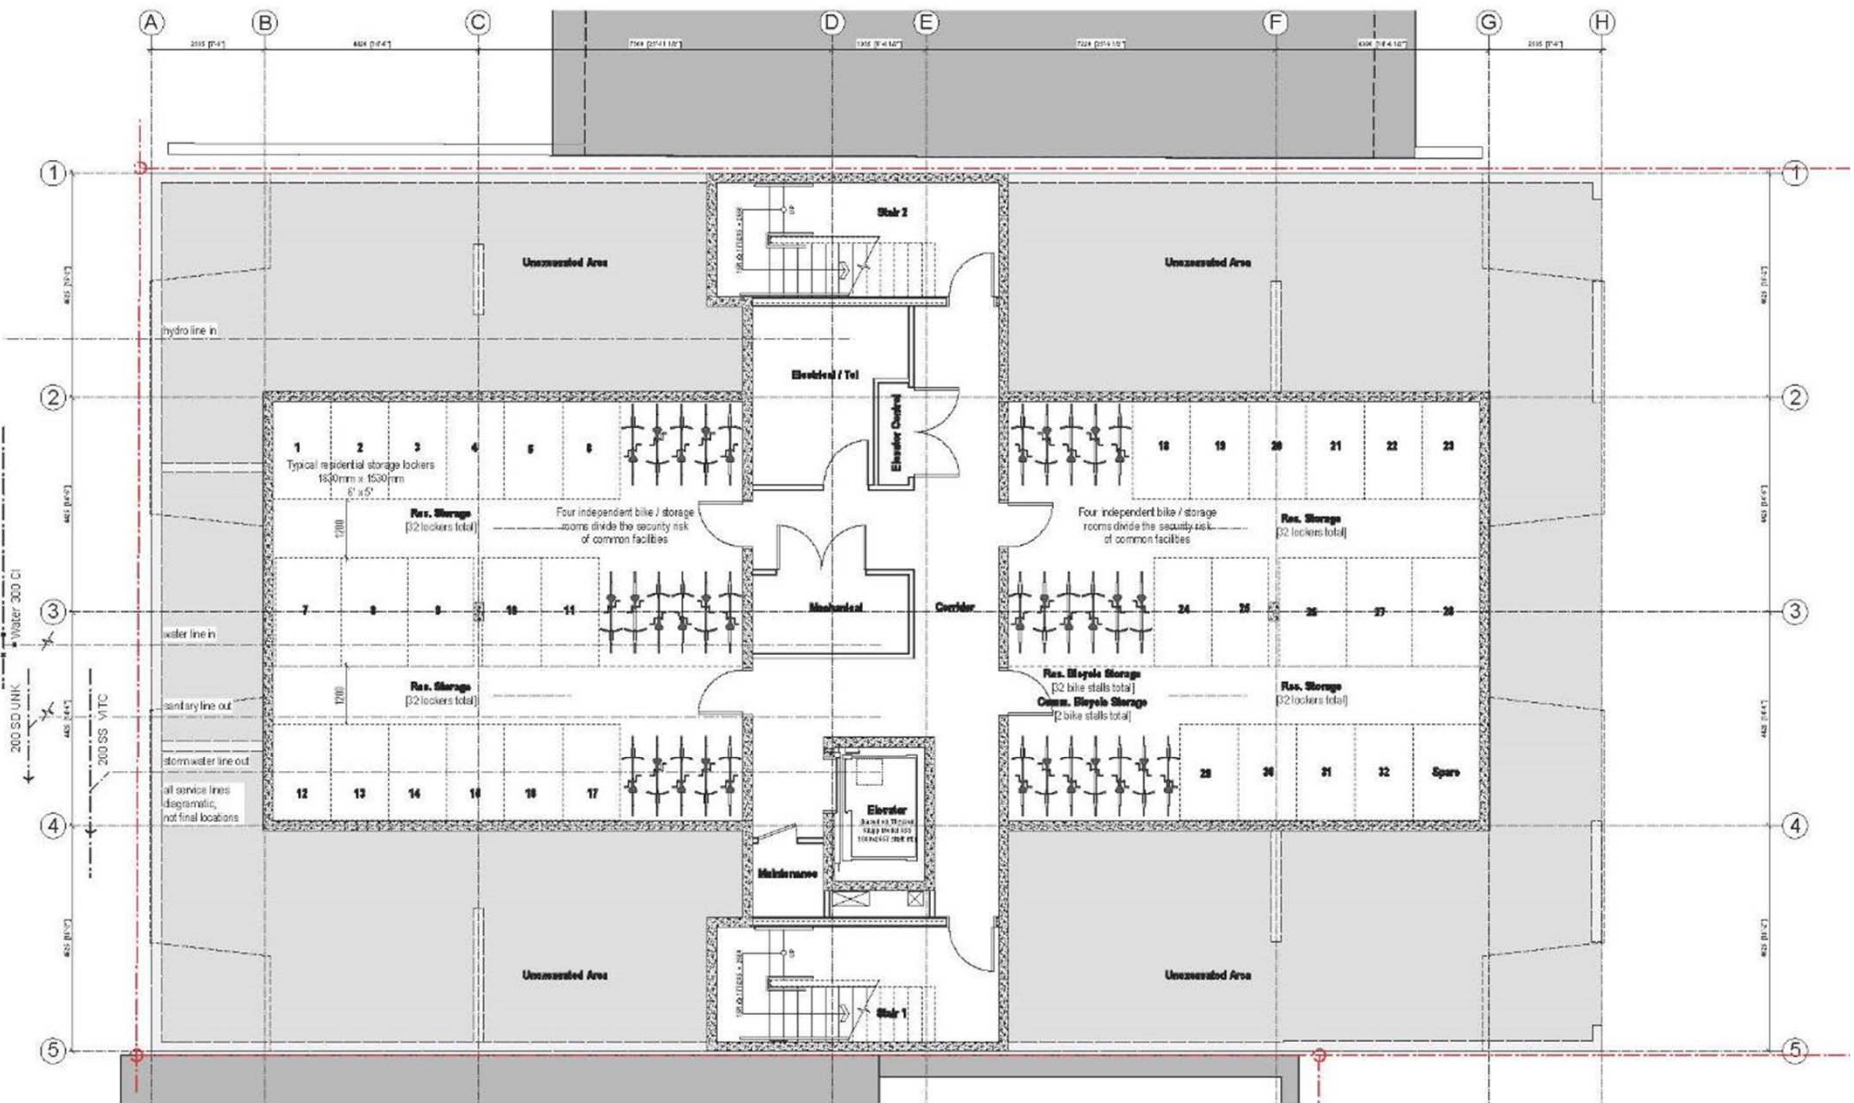 A B C D E F G H
1 1
Stair 2
UP
Unexcavated Area
Unexcavated Area
hydro line in
Electrical / Tel
2 2
Elevator Control
1 2 3 4 5 6
18 19 20 21 22 23
Typical residential storage lockers
1830mm x 1530mm
6' x 5'
Res. Storage
[32 lockers total]
1200
Four independent bike / storage
rooms divide the security risk
of common facilities
Four independent bike / storage
rooms divide the security risk
of common facilities
Res. Storage
[32 lockers total]
Water 300 CI
3 3
7 8 9 10 11
Mechanical
Corridor
24 25 26 27 28
water line in
200 SD UNK
200 SS VITC
sanitary line out
Res. Storage
[32 lockers total]
1200
Res. Bicycle Storage
[32 bike stalls total]
Comm. Bicycle Storage
[2 bike stalls total]
Res. Storage
[32 lockers total]
storm water line out
all service lines
diagramatic,
not final locations
12 13 14 15 16 17
29 30 31 32 Spare
Elevator
4 4
Maintenance
UP
Unexcavated Area
Unexcavated Area
Stair 1
5 5